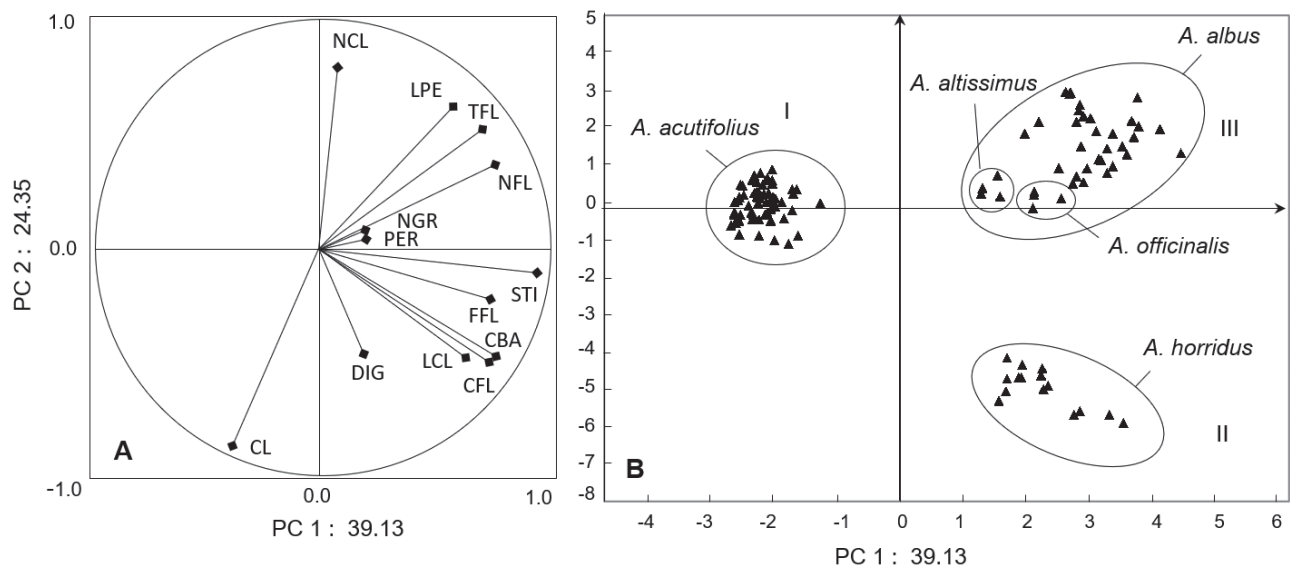 1.0
NCL
LPE
TFL
NFL
NGR
PER
0.0
STI
FFL
CBA
LCL
CFL
DIG
CL
A
-1.0
0.0
1.0
PC 1 : 39.13
PC 2 : 24.35
5
4
3
2
1
0
-1
-2
-3
-4
-5
-6
-7
-8
A. albus
A. altissimus
I
III
A. acutifolius
A. officinalis
A. horridus
II
B
-4 -3 -2 -1 0 1 2 3 4 5 6
PC 1 : 39.13